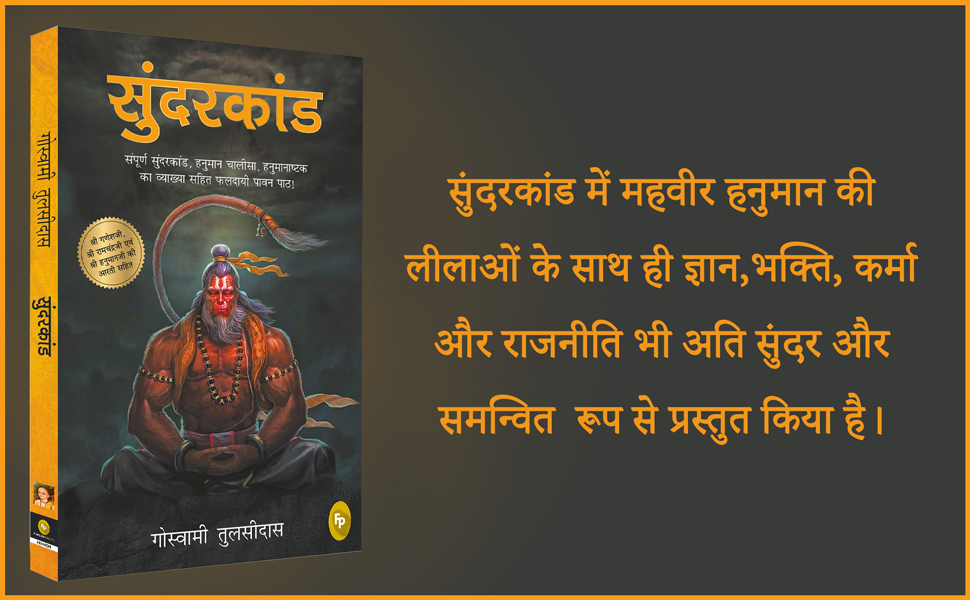 गोस्वामी तुलसीदास
सुंदरकांड
सुंदरकांड
संपूर्ण सुंदरकांड, हनुमान चालीसा, हनुमानाष्टक
का व्याख्या सहित फलदायी पावन पाठ!
श्री गणेशजी,
श्री रामचंद्रजी एवं
श्री हनुमानजी की
आरती सहित
गोस्वामी तुलसीदास
FP
सुंदरकांड में महवीर हनुमान की
लीलाओं के साथ ही ज्ञान,भक्ति, कर्मा
और राजनीति भी अति सुंदर और
समन्वित रूप से प्रस्तुत किया है।